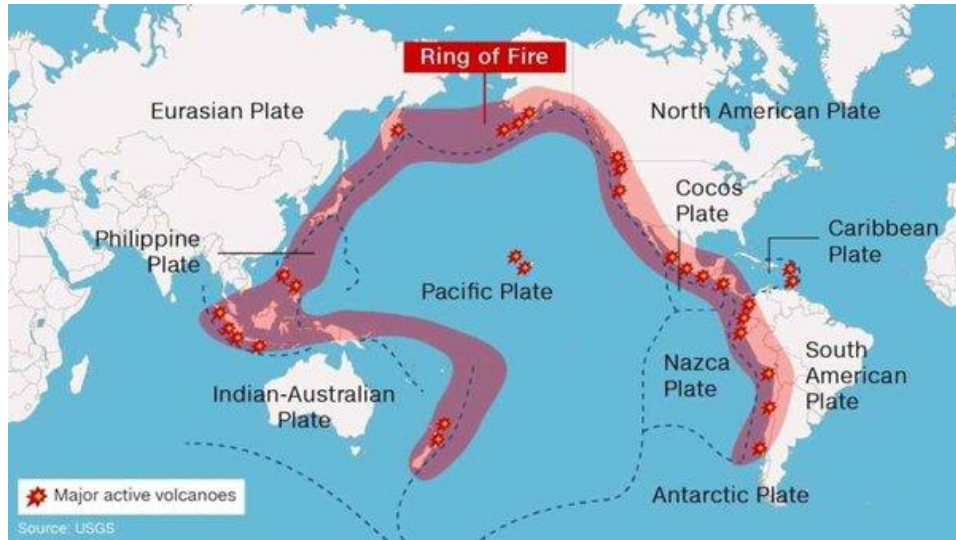 Ring of Fire
Eurasian Plate
North American Plate
Cocos
Plate
Caribbean
Plate
Philippine
Plate
Pacific Plate
Nazca
Plate
South
American
Plate
Indian-Australian
Plate
Antarctic Plate
Major active volcanoes
Source: USGS